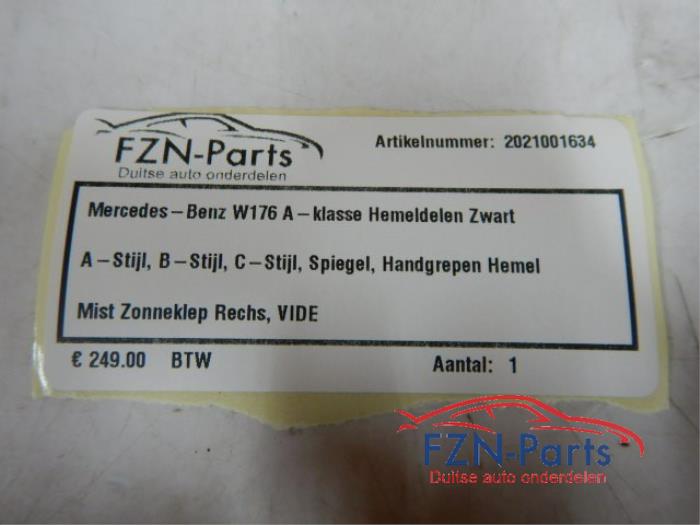 FZN-Parts
Duitse auto onderdelen
Artikelnummer: 2021001634
Mercedes-Benz W176 A-klasse Hemeldelen Zwart
A-Stijl, B-Stijl, C-Stijl, Spiegel, Handgrepen Hemel
Mist Zonneklep Rechs, VIDE
€ 249.00 BTW
Aantal: 1
FZN-Parts
Duitse auto onderdelen